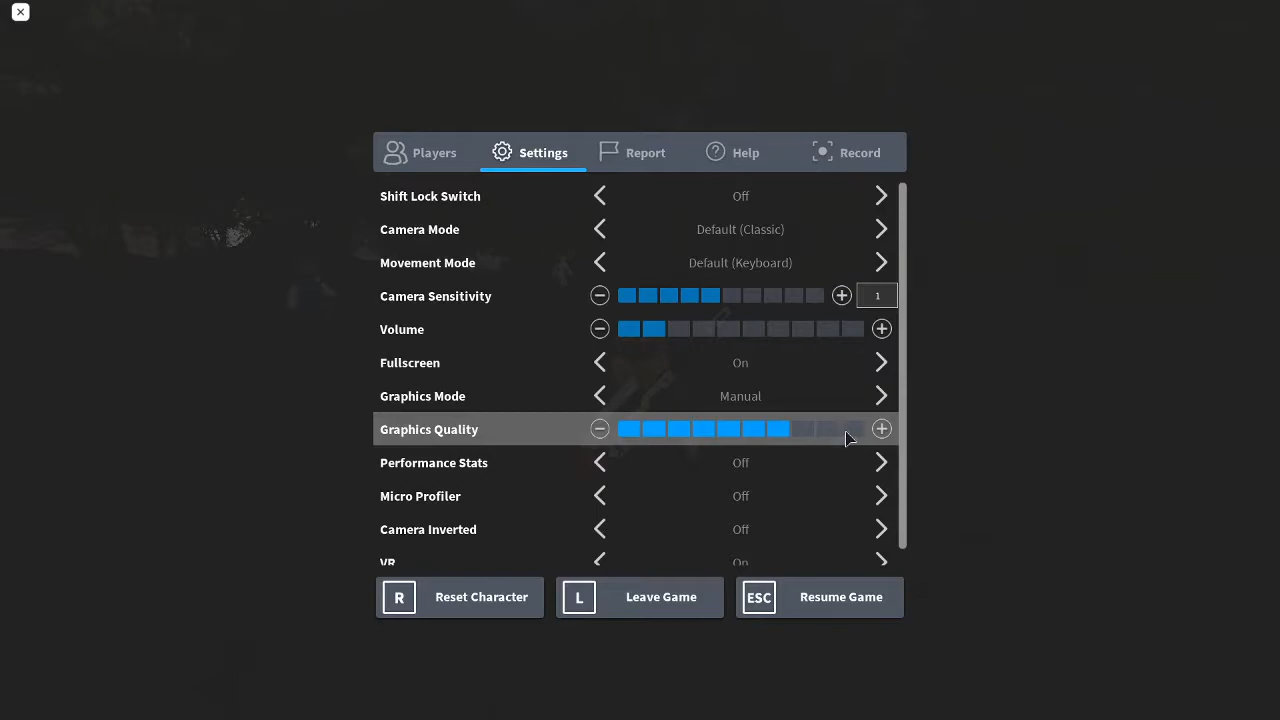 Players Settings Report Help Record
Shift Lock Switch Off
Camera Mode Default (Classic)
Movement Mode Default (Keyboard)
Camera Sensitivity 1
Volume
Fullscreen On
Graphics Mode Manual
Graphics Quality
Performance Stats Off
Micro Profiler Off
Camera Inverted Off
VR On
R Reset Character L Leave Game ESC Resume Game